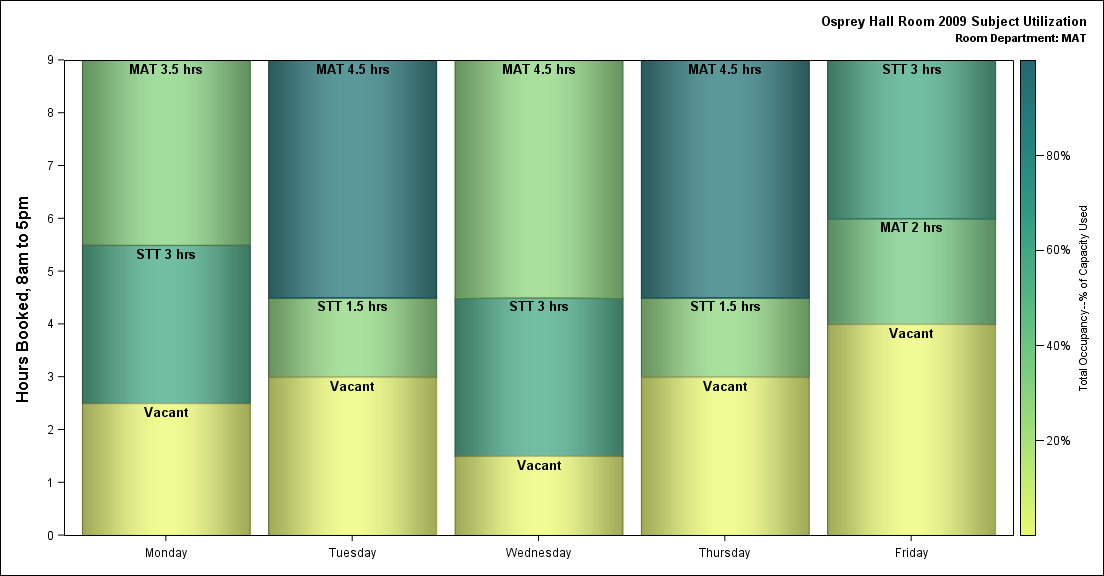 Osprey Hall Room 2009 Subject Utilization
Room Department: MAT
Hours Booked, 8am to 5pm
9
8
7
6
5
4
3
2
1
0
MAT 3.5 hrs
STT 3 hrs
Vacant
MAT 4.5 hrs
STT 1.5 hrs
Vacant
MAT 4.5 hrs
STT 3 hrs
Vacant
MAT 4.5 hrs
STT 1.5 hrs
Vacant
STT 3 hrs
MAT 2 hrs
Vacant
Monday
Tuesday
Wednesday
Thursday
Friday
80%
60%
40%
20%
Total Occupancy--% of Capacity Used